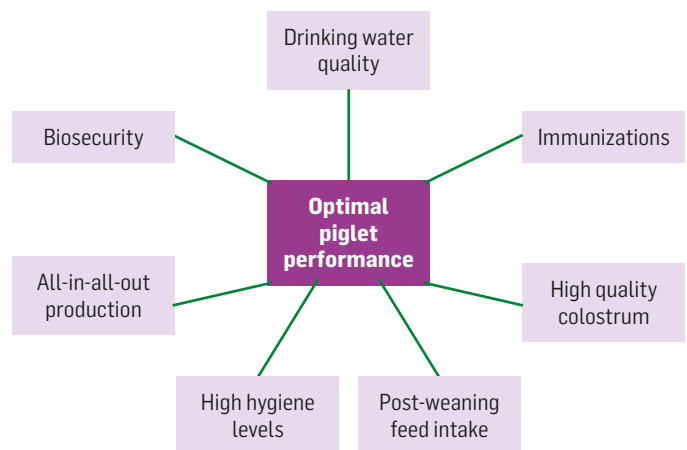 Drinking water
quality
Biosecurity
Immunizations
Optimal
piglet
performance
All-in-all-out
production
High quality
colostrum
High hygiene
levels
Post-weaning
feed intake